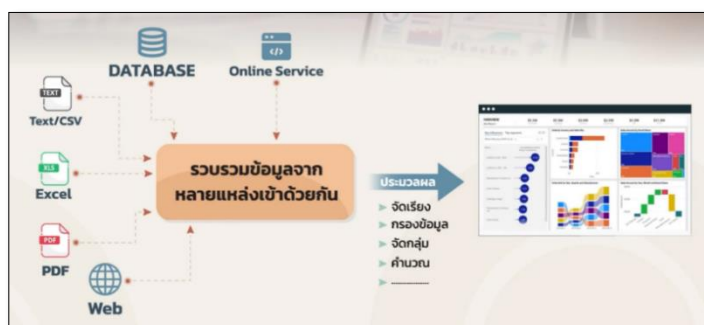 DATABASE
Online Service
TEXT
Text/CSV
XLS
Excel
PDF
PDF
Web
รวบรวมข้อมูลจาก
หลายแหล่งเข้าด้วยกัน
ประมวลผล
จัดเรียง
กรองข้อมูล
จัดกลุ่ม
คำนวณ